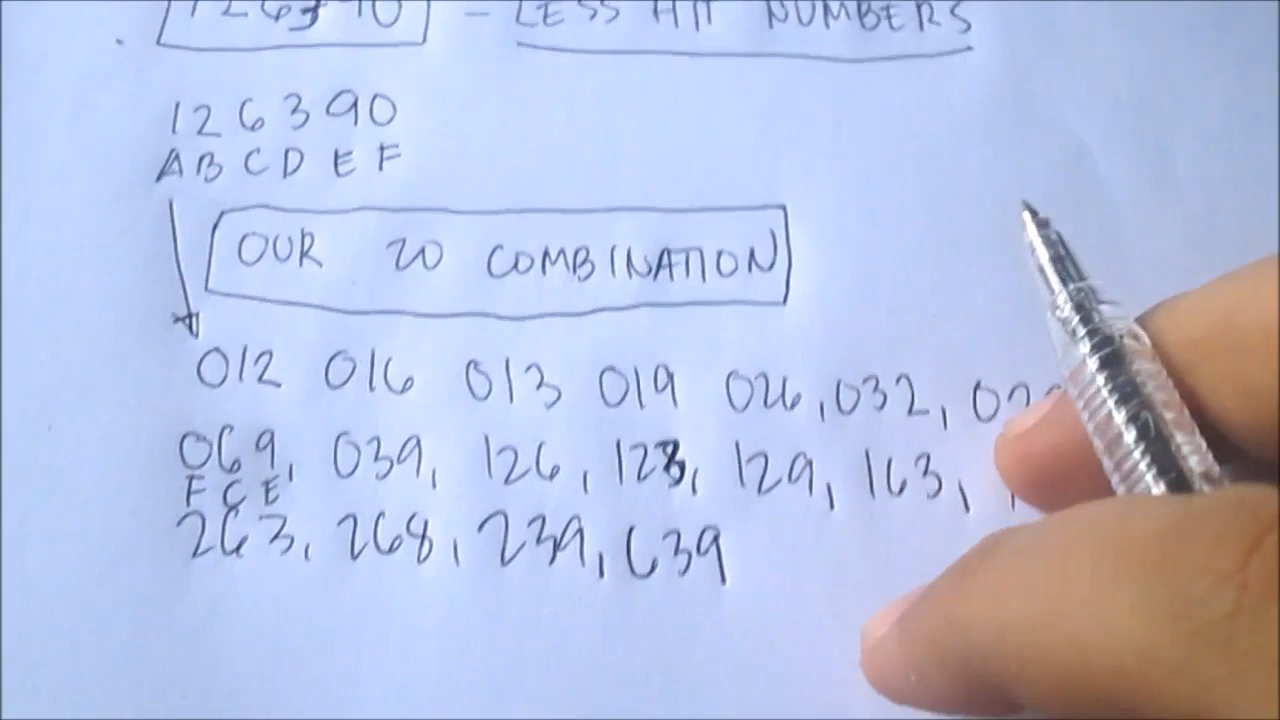 126390 - LESS HIT NUMBERS
126390
ABCDEF
OUR 20 COMBINATION
012 016 013 019 026, 032,
069, 039, 126, 123, 129, 163,
FCE
263, 268, 239, 639